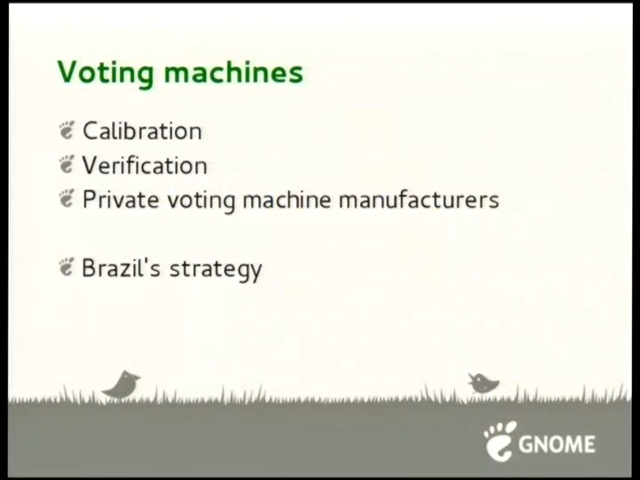 Voting machines
Calibration
Verification
Private voting machine manufacturers
Brazil's strategy
GNOME